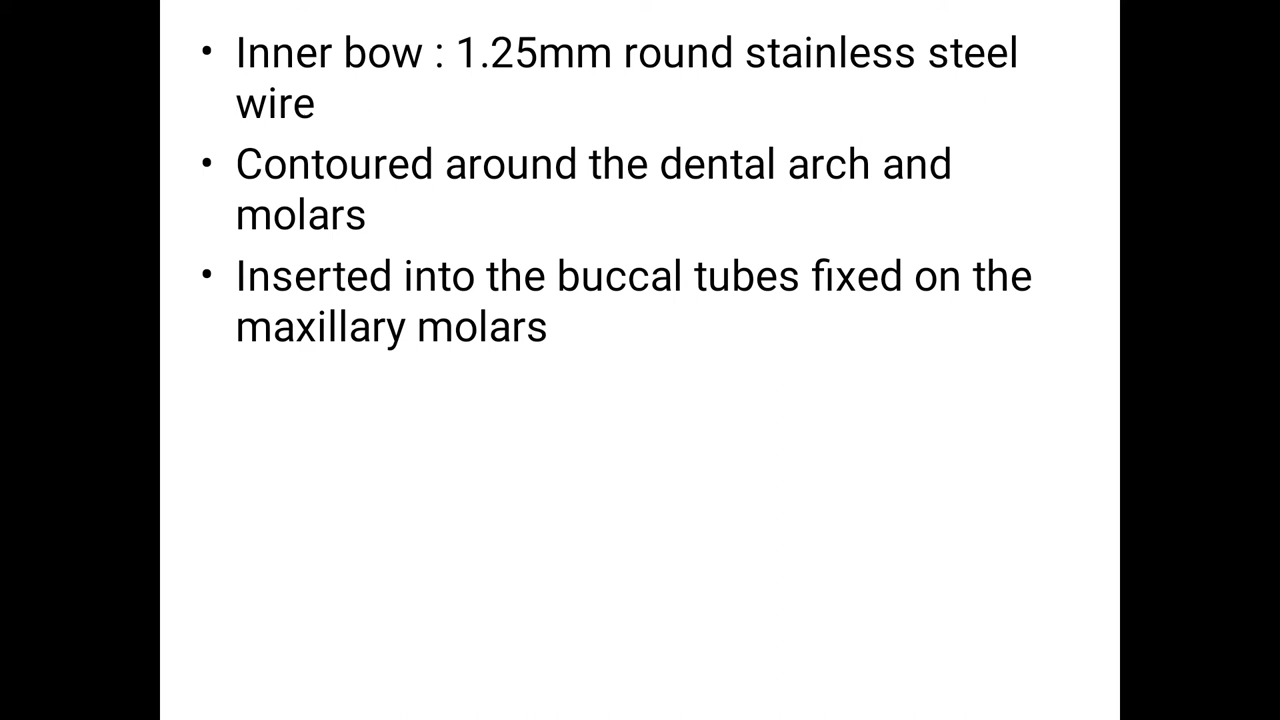 • Inner bow : 1.25mm round stainless steel
wire
• Contoured around the dental arch and
molars
• Inserted into the buccal tubes fixed on the
maxillary molars